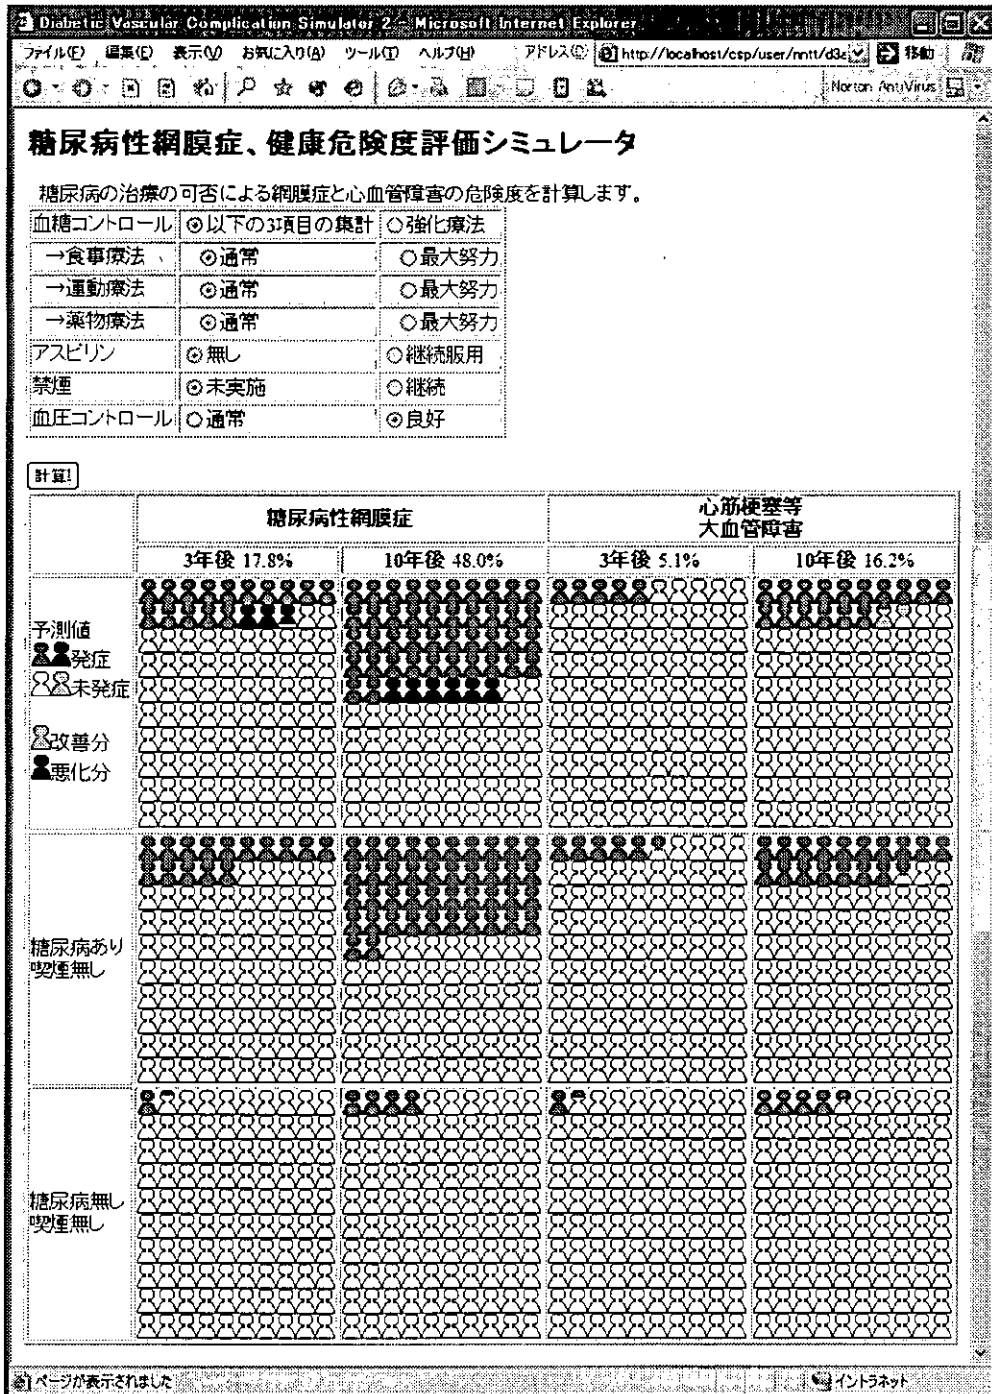 Diabetic Vascular Complication Simulator 2 - Microsoft Internet Explorer
ファイル(F) 編集(E) 表示(V) お気に入り(A) ツール(T) ヘルプ(H) アドレス(D) http://localhost/csp/user/nntt/d3 移動
Norton AntiVirus
糖尿病性網膜症、健康危険度評価シミュレータ
糖尿病の治療の可否による網膜症と心血管障害の危険度を計算します。
血糖コントロール 以下の3項目の集計 強化療法
→食事療法 通常 最大努力
→運動療法 通常 最大努力
→薬物療法 通常 最大努力
アスピリン 無し 継続服用
禁煙 未実施 継続
血圧コントロール 通常 良好
計算!
糖尿病性網膜症 心筋梗塞等
大血管障害
3年後 17.8% 10年後 48.0% 3年後 5.1% 10年後 16.2%
予測値
発症
未発症
改善分
悪化分
糖尿病あり
喫煙無し
糖尿病無し
喫煙無し
ページが表示されました イントラネット